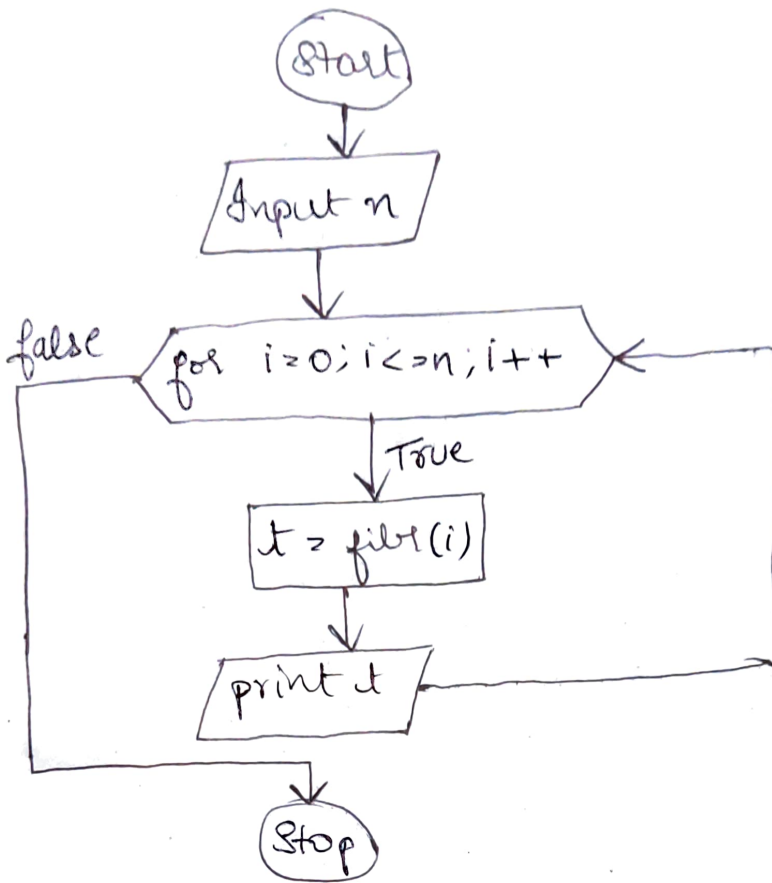 Start
Input n
false
for i=0; i<=n; i++
True
t = fibr(i)
print t
Stop